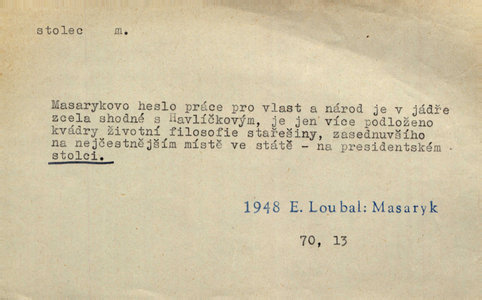 stolec m.
Masarykovo heslo práce pro vlast a národ je v jádře
zcela shodné s Havlíčkovým, je jen více podloženo
kvádry životní filosofie stařešiny, zasednuvšího
na nejčestnějším místě ve státě - na presidentském
stolci.
1948 E. Loubal: Masaryk
70, 13